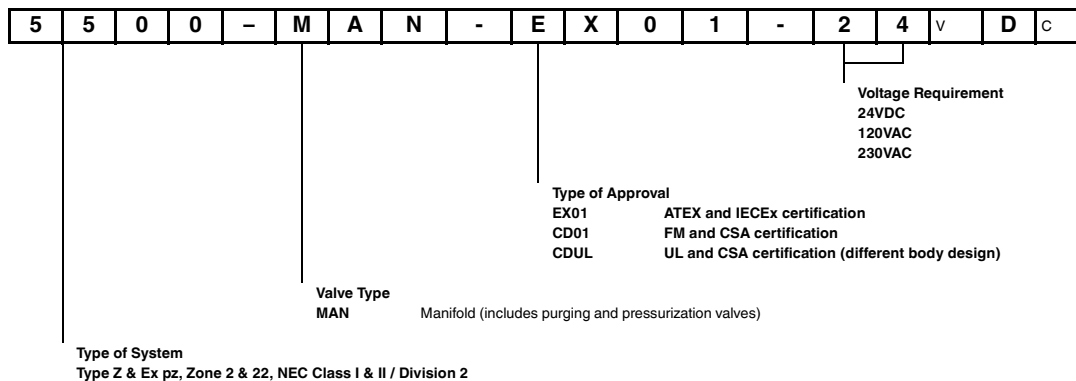 5 5 0 0 – M A N - E X 0 1 - 2 4 V D C
Voltage Requirement
24VDC
120VAC
230VAC
Type of Approval
EX01 ATEX and IECEx certification
CD01 FM and CSA certification
CDUL UL and CSA certification (different body design)
Valve Type
MAN Manifold (includes purging and pressurization valves)
Type of System
Type Z & Ex pz, Zone 2 & 22, NEC Class I & II / Division 2